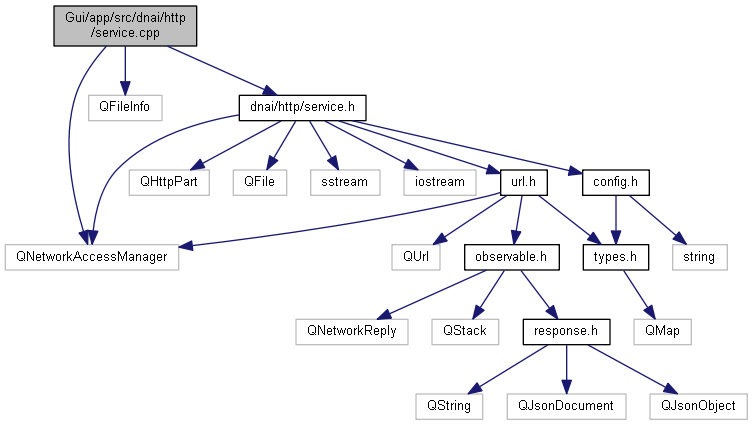 Gui/app/src/dnai/http
/service.cpp
QFileInfo
dnai/http/service.h
QHttpPart
QFile
sstream
iostream
url.h
config.h
QNetworkAccessManager
QUrl
observable.h
types.h
string
QNetworkReply
QStack
response.h
QMap
QString
QJsonDocument
QJsonObject